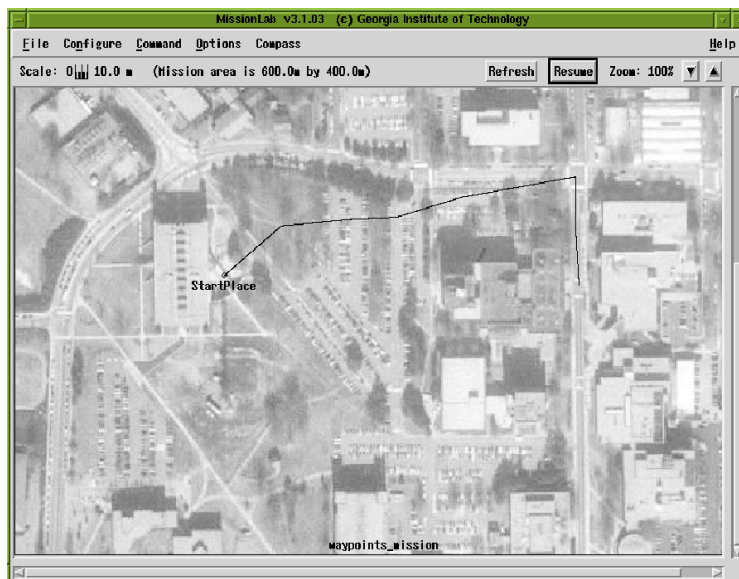 MissionLab v3.1.03 (c) Georgia Institute of Technology
File Configure Command Options Compass Help
Scale: 0 10.0 m (Mission area is 600.0m by 400.0m) Refresh Resume Zoom: 100%
StartPlace
waypoints_mission